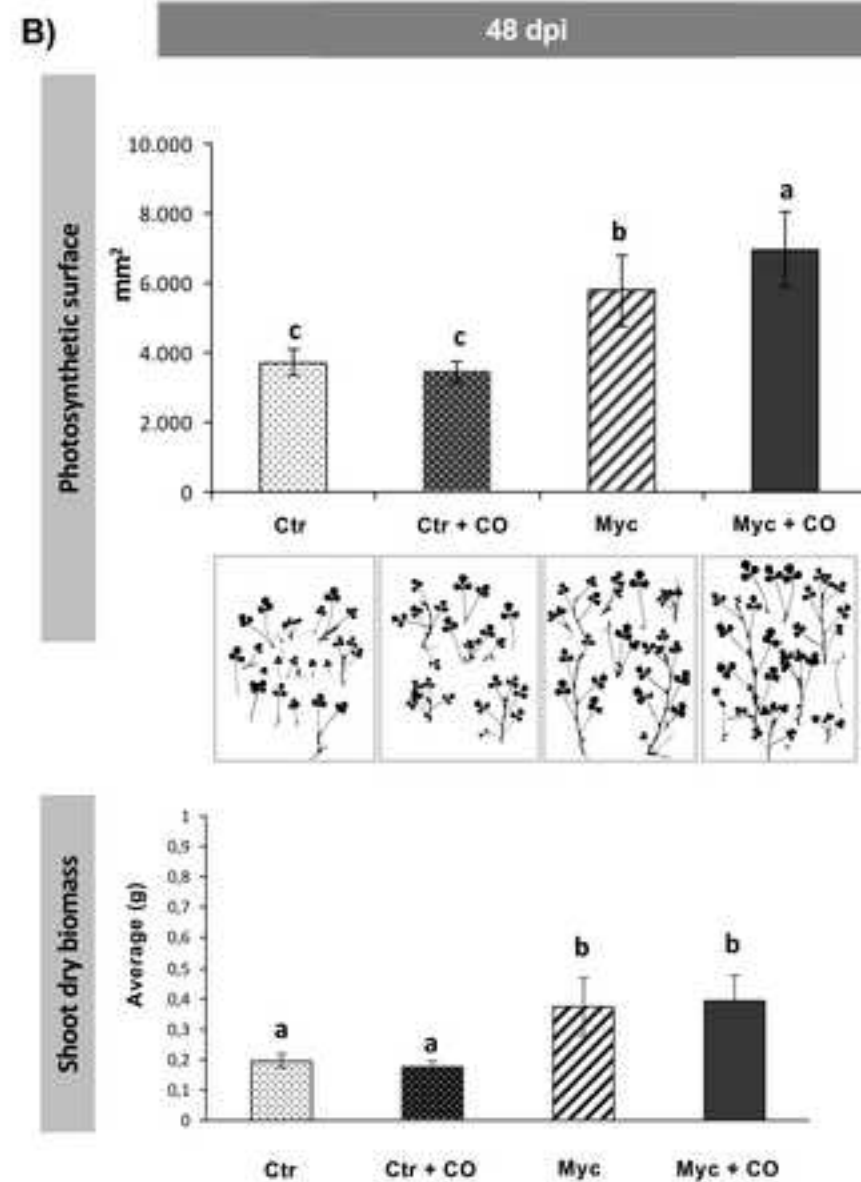 B)
48 dpi
Photosynthetic surface
mm²
10.000
8.000
6.000
4.000
2.000
0
c
c
b
a
Ctr
Ctr + CO
Myc
Myc + CO
Shoot dry biomass
Average (g)
1
0,9
0,8
0,7
0,6
0,5
0,4
0,3
0,2
0,1
0
a
a
b
b
Ctr
Ctr + CO
Myc
Myc + CO